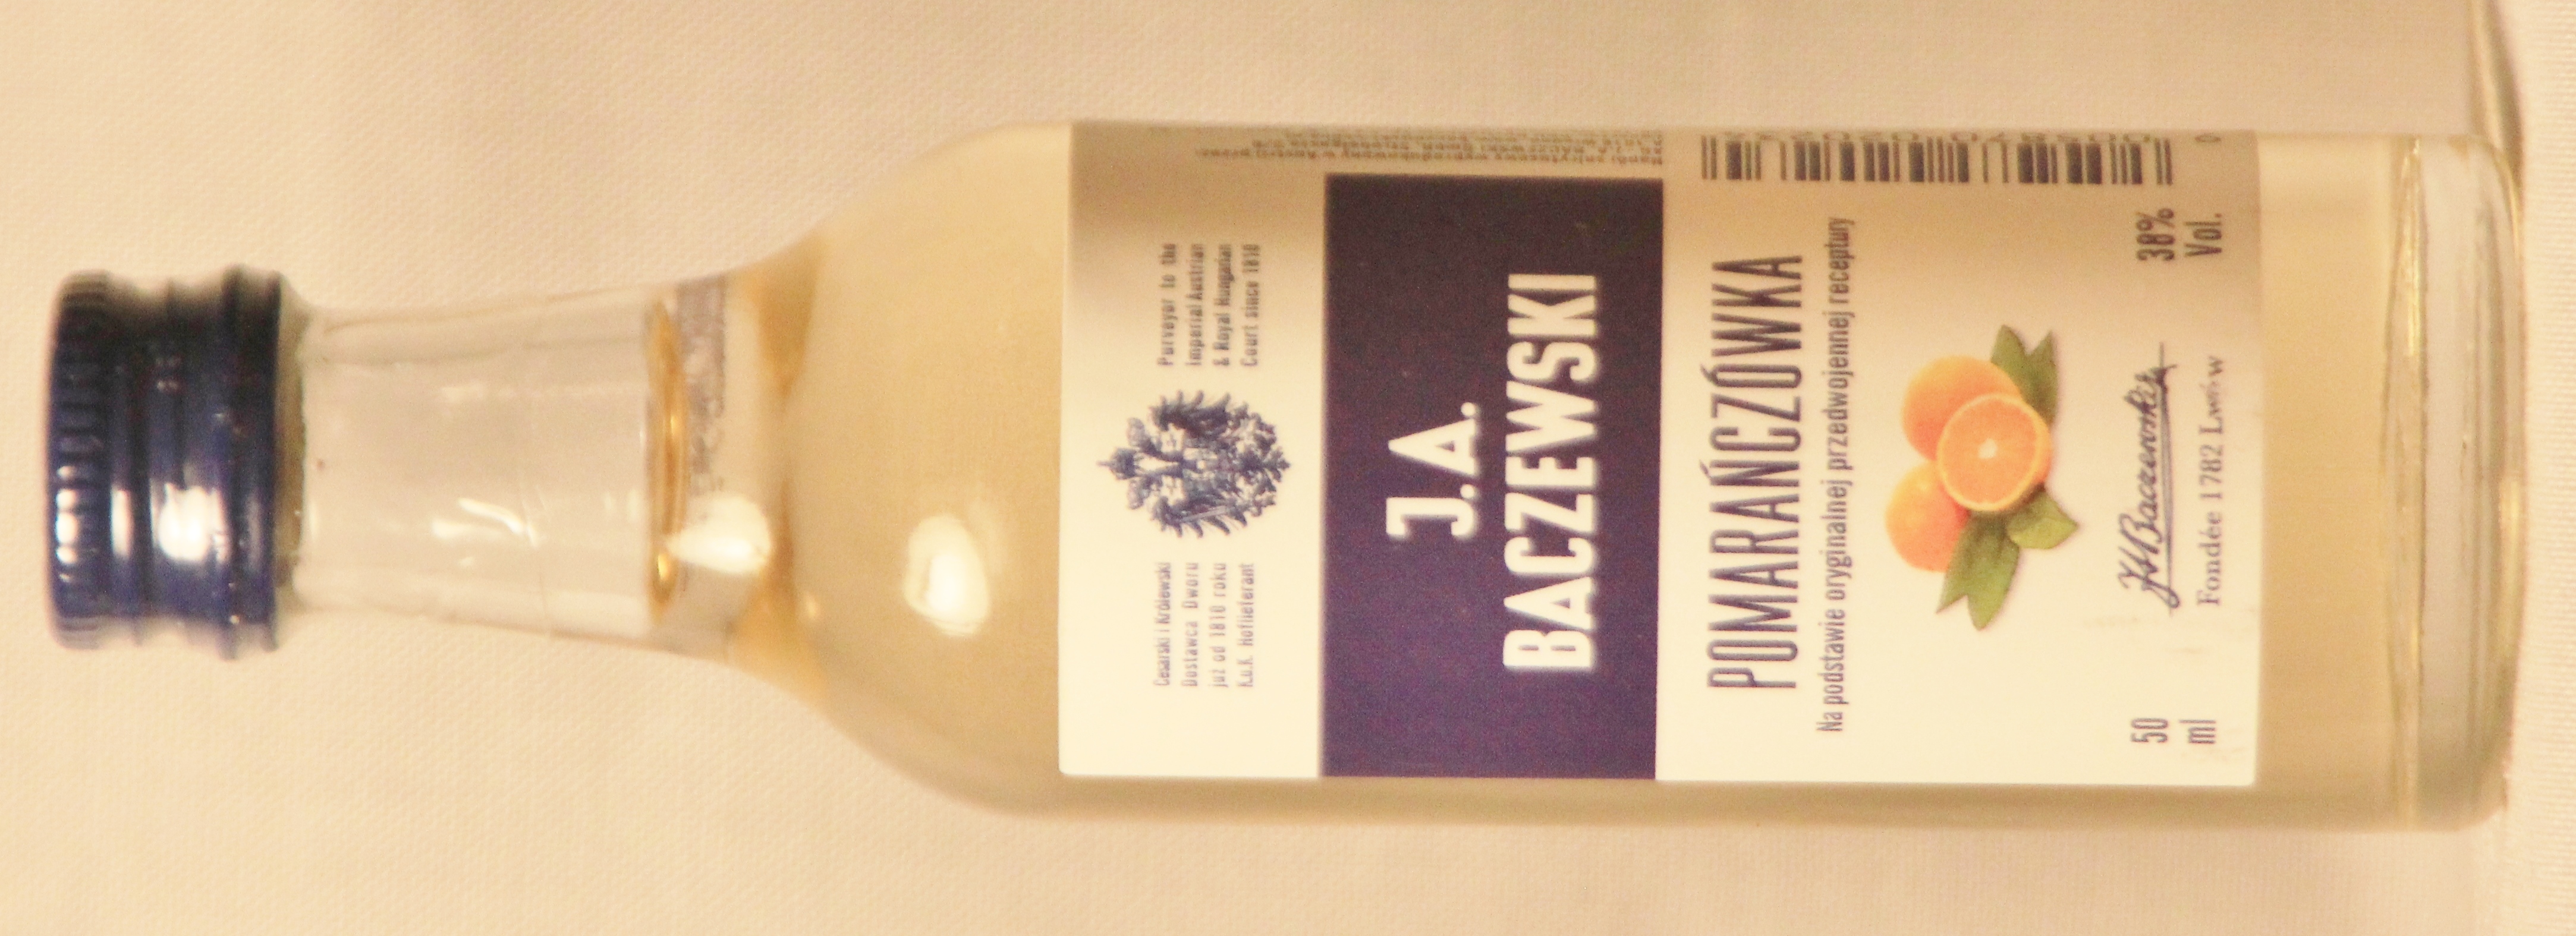 Cesarski i Królewski
Dostawca Dworu
już od 1810 roku
K.u.K. Hoflieferant
Purveyor to the
Imperial Austrian
& Royal Hungarian
Court since 1810
J.A.
BACZEWSKI
POMARAŃCZÓWKA
Na podstawie oryginalnej przedwojennej receptury
JABaczewski
Fondée 1782 Lwów
50
ml
38%
Vol.